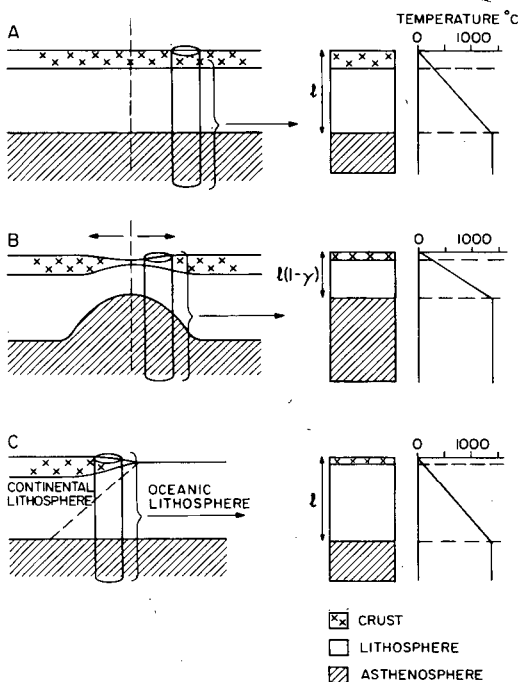 A
TEMPERATURE °C
0 1000
ℓ
B
0 1000
ℓ(1-γ)
C
0 1000
CONTINENTAL
LITHOSPHERE
OCEANIC
LITHOSPHERE
ℓ
CRUST
LITHOSPHERE
ASTHENOSPHERE